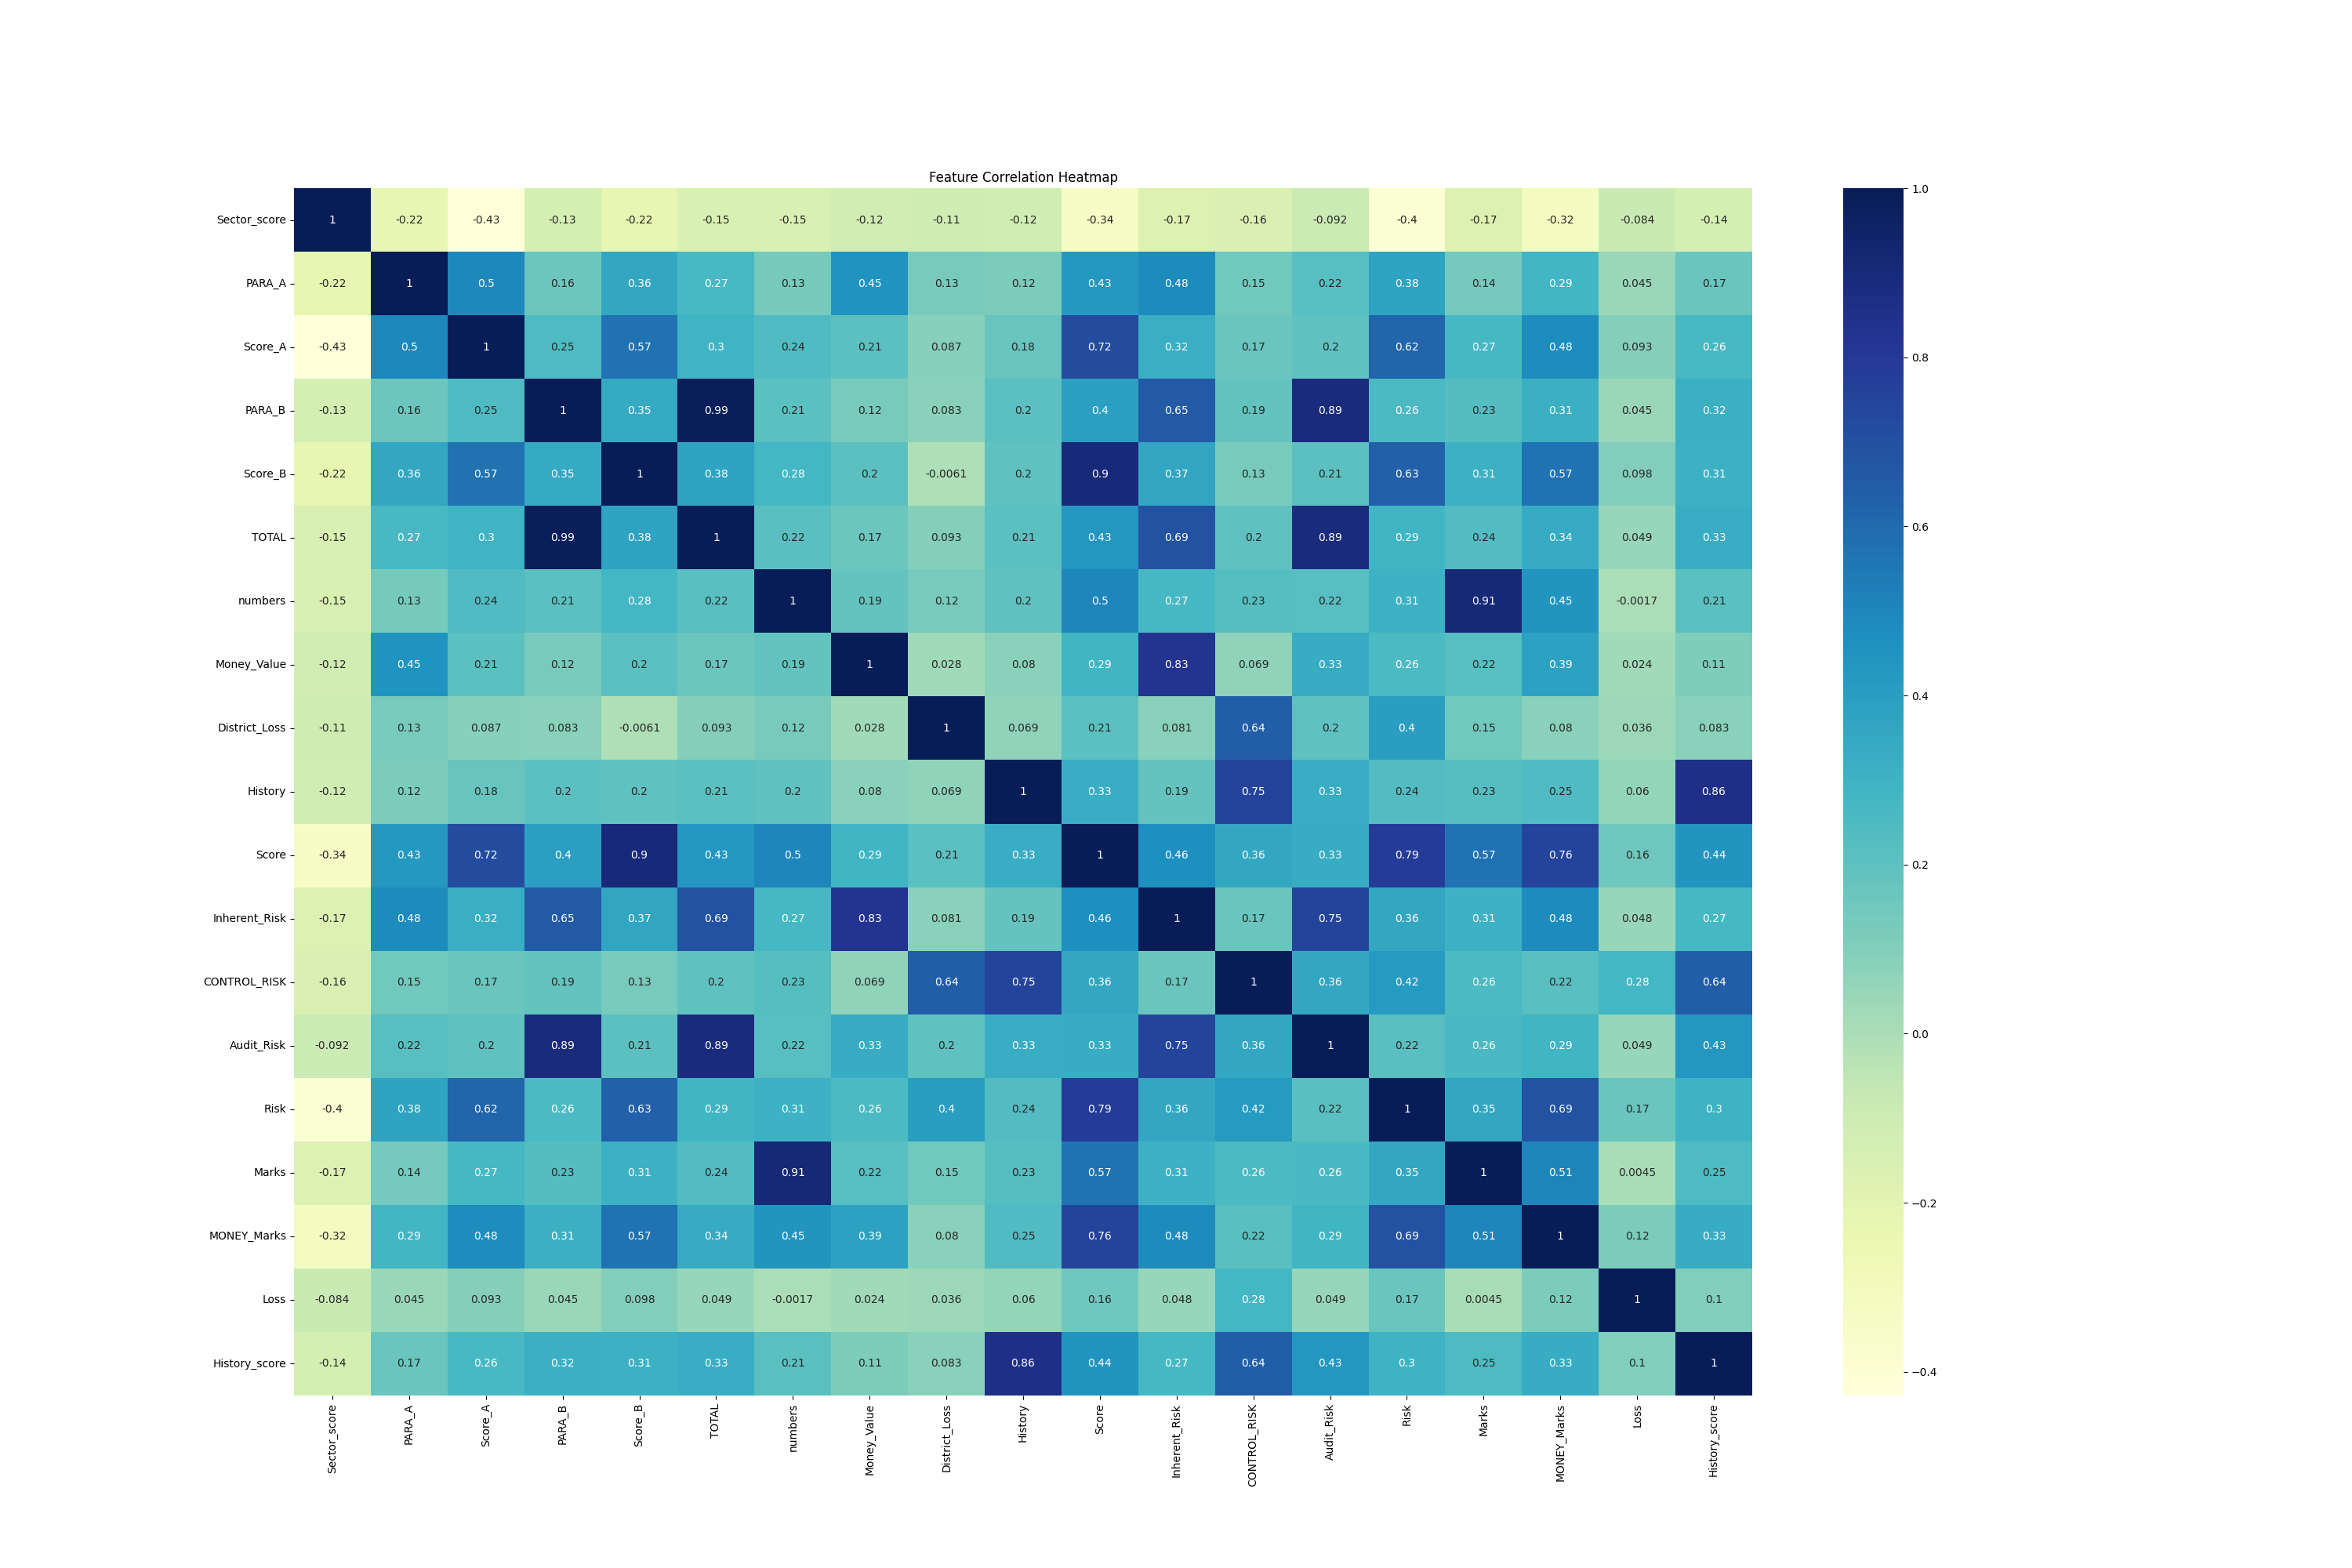 Feature Correlation Heatmap
Sector_score 1 -0.22 -0.43 -0.13 -0.22 -0.15 -0.15 -0.12 -0.11 -0.12 -0.34 -0.17 -0.16 -0.092 -0.4 -0.17 -0.32 -0.084 -0.14
PARA_A -0.22 1 0.5 0.16 0.36 0.27 0.13 0.45 0.13 0.12 0.43 0.48 0.15 0.22 0.38 0.14 0.29 0.045 0.17
Score_A -0.43 0.5 1 0.25 0.57 0.3 0.24 0.21 0.087 0.18 0.72 0.32 0.17 0.2 0.62 0.27 0.48 0.093 0.26
PARA_B -0.13 0.16 0.25 1 0.35 0.99 0.21 0.12 0.083 0.2 0.4 0.65 0.19 0.89 0.26 0.23 0.31 0.045 0.32
Score_B -0.22 0.36 0.57 0.35 1 0.38 0.28 0.2 -0.0061 0.2 0.9 0.37 0.13 0.21 0.63 0.31 0.57 0.098 0.31
TOTAL -0.15 0.27 0.3 0.99 0.38 1 0.22 0.17 0.093 0.21 0.43 0.69 0.2 0.89 0.29 0.24 0.34 0.049 0.33
numbers -0.15 0.13 0.24 0.21 0.28 0.22 1 0.19 0.12 0.2 0.5 0.27 0.23 0.22 0.31 0.91 0.45 -0.0017 0.21
Money_Value -0.12 0.45 0.21 0.12 0.2 0.17 0.19 1 0.028 0.08 0.29 0.83 0.069 0.33 0.26 0.22 0.39 0.024 0.11
District_Loss -0.11 0.13 0.087 0.083 -0.0061 0.093 0.12 0.028 1 0.069 0.21 0.081 0.64 0.2 0.4 0.15 0.08 0.036 0.083
History -0.12 0.12 0.18 0.2 0.2 0.21 0.2 0.08 0.069 1 0.33 0.19 0.75 0.33 0.24 0.23 0.25 0.06 0.86
Score -0.34 0.43 0.72 0.4 0.9 0.43 0.5 0.29 0.21 0.33 1 0.46 0.36 0.33 0.79 0.57 0.76 0.16 0.44
Inherent_Risk -0.17 0.48 0.32 0.65 0.37 0.69 0.27 0.83 0.081 0.19 0.46 1 0.17 0.75 0.36 0.31 0.48 0.048 0.27
CONTROL_RISK -0.16 0.15 0.17 0.19 0.13 0.2 0.23 0.069 0.64 0.75 0.36 0.17 1 0.36 0.42 0.26 0.22 0.28 0.64
Audit_Risk -0.092 0.22 0.2 0.89 0.21 0.89 0.22 0.33 0.2 0.33 0.33 0.75 0.36 1 0.22 0.26 0.29 0.049 0.43
Risk -0.4 0.38 0.62 0.26 0.63 0.29 0.31 0.26 0.4 0.24 0.79 0.36 0.42 0.22 1 0.35 0.69 0.17 0.3
Marks -0.17 0.14 0.27 0.23 0.31 0.24 0.91 0.22 0.15 0.23 0.57 0.31 0.26 0.26 0.35 1 0.51 0.0045 0.25
MONEY_Marks -0.32 0.29 0.48 0.31 0.57 0.34 0.45 0.39 0.08 0.25 0.76 0.48 0.22 0.29 0.69 0.51 1 0.12 0.33
Loss -0.084 0.045 0.093 0.045 0.098 0.049 -0.0017 0.024 0.036 0.06 0.16 0.048 0.28 0.049 0.17 0.0045 0.12 1 0.1
History_score -0.14 0.17 0.26 0.32 0.31 0.33 0.21 0.11 0.083 0.86 0.44 0.27 0.64 0.43 0.3 0.25 0.33 0.1 1
Sector_score PARA_A Score_A PARA_B Score_B TOTAL numbers Money_Value District_Loss History Score Inherent_Risk CONTROL_RISK Audit_Risk Risk Marks MONEY_Marks Loss History_score
1.0
0.8
0.6
0.4
0.2
0.0
−0.2
−0.4